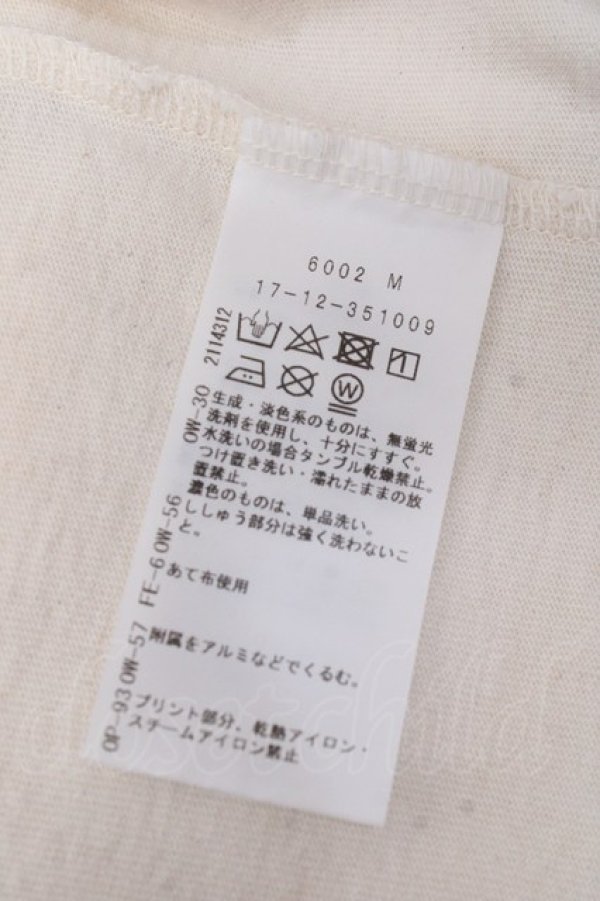 6002 M
17-12-351009
W
生成・淡色系のものは、無蛍光
洗剤を使用し、十分にすすぐ。
水洗いの場合タンブル乾燥禁止。
つけ置き洗い・濡れたままの放
置禁止。
濃色のものは、単品洗い。
ししゅう部分は強く洗わないこ
と。
あて布使用
附属をアルミなどでくるむ。
プリント部分、乾熱アイロン・
スチームアイロン禁止
OP-93OW-57 FE-6OW-56 OW-30 2114312
closetchild